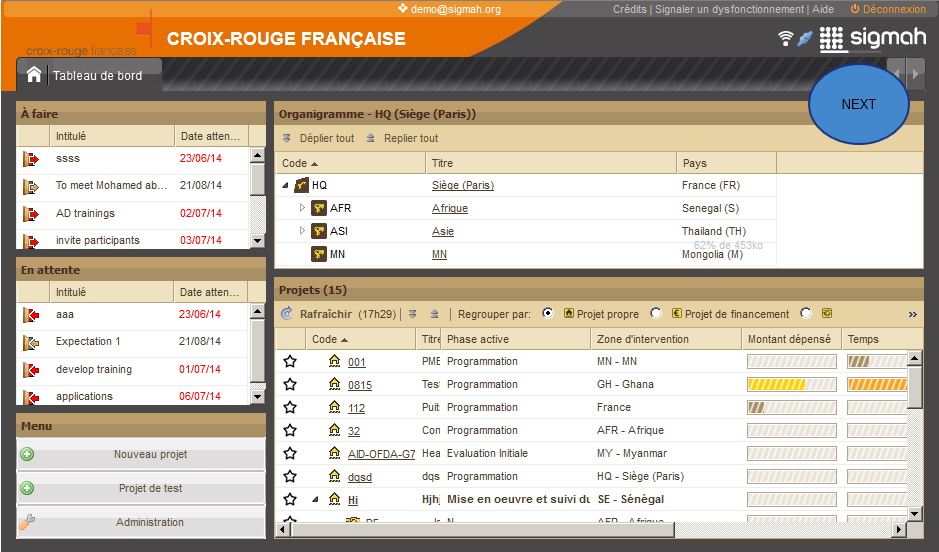 demo@sigmah.org
Crédits | Signaler un dysfonctionnement | Aide
Déconnexion
croix-rouge française
CROIX-ROUGE FRANÇAISE
sigmah
Tableau de bord
NEXT
À faire
Intitulé Date atten...
ssss 23/06/14
To meet Mohamed ab... 21/08/14
AD trainings 02/07/14
invite participants 03/07/14
En attente
Intitulé Date atten...
aaa 23/06/14
Expectation 1 21/08/14
develop training 01/07/14
applications 06/07/14
Menu
Nouveau projet
Projet de test
Administration
Organigramme - HQ (Siège (Paris))
Déplier tout Replier tout
Code Titre Pays
HQ Siège (Paris) France (FR)
AFR Afrique Senegal (S)
ASI Asie Thailand (TH)
62% de 453ko
MN MN Mongolia (M)
Projets (15)
Rafraîchir (17h29) | Regrouper par: Projet propre Projet de financement »
Code Titre Phase active Zone d'intervention Montant dépensé Temps
001 PME Programmation MN - MN
0815 Tes Programmation GH - Ghana
112 Puit Programmation France
32 Con Programmation AFR - Afrique
AID-OFDA-G7 Hea Evaluation Initiale MY - Myanmar
dqsd dqs Programmation HQ - Siège (Paris)
Hi Hjhj Mise en oeuvre et suivi du SE - Sénégal
AFR - Afrique